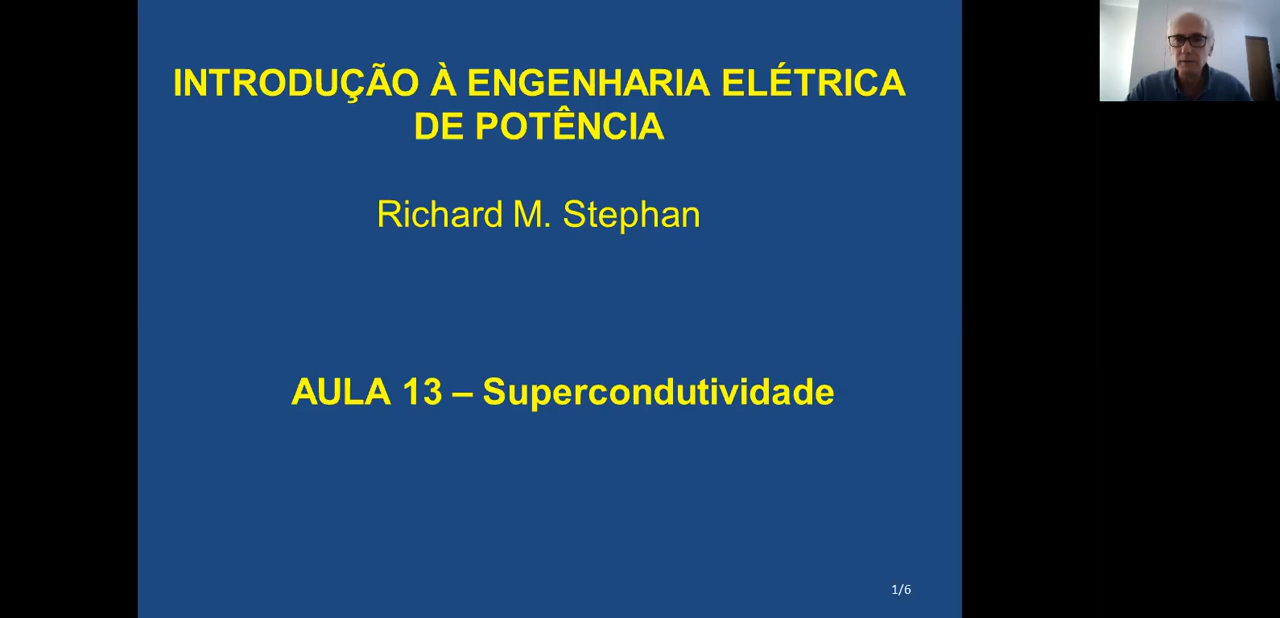 INTRODUÇÃO À ENGENHARIA ELÉTRICA
DE POTÊNCIA
Richard M. Stephan
AULA 13 – Supercondutividade
1/6